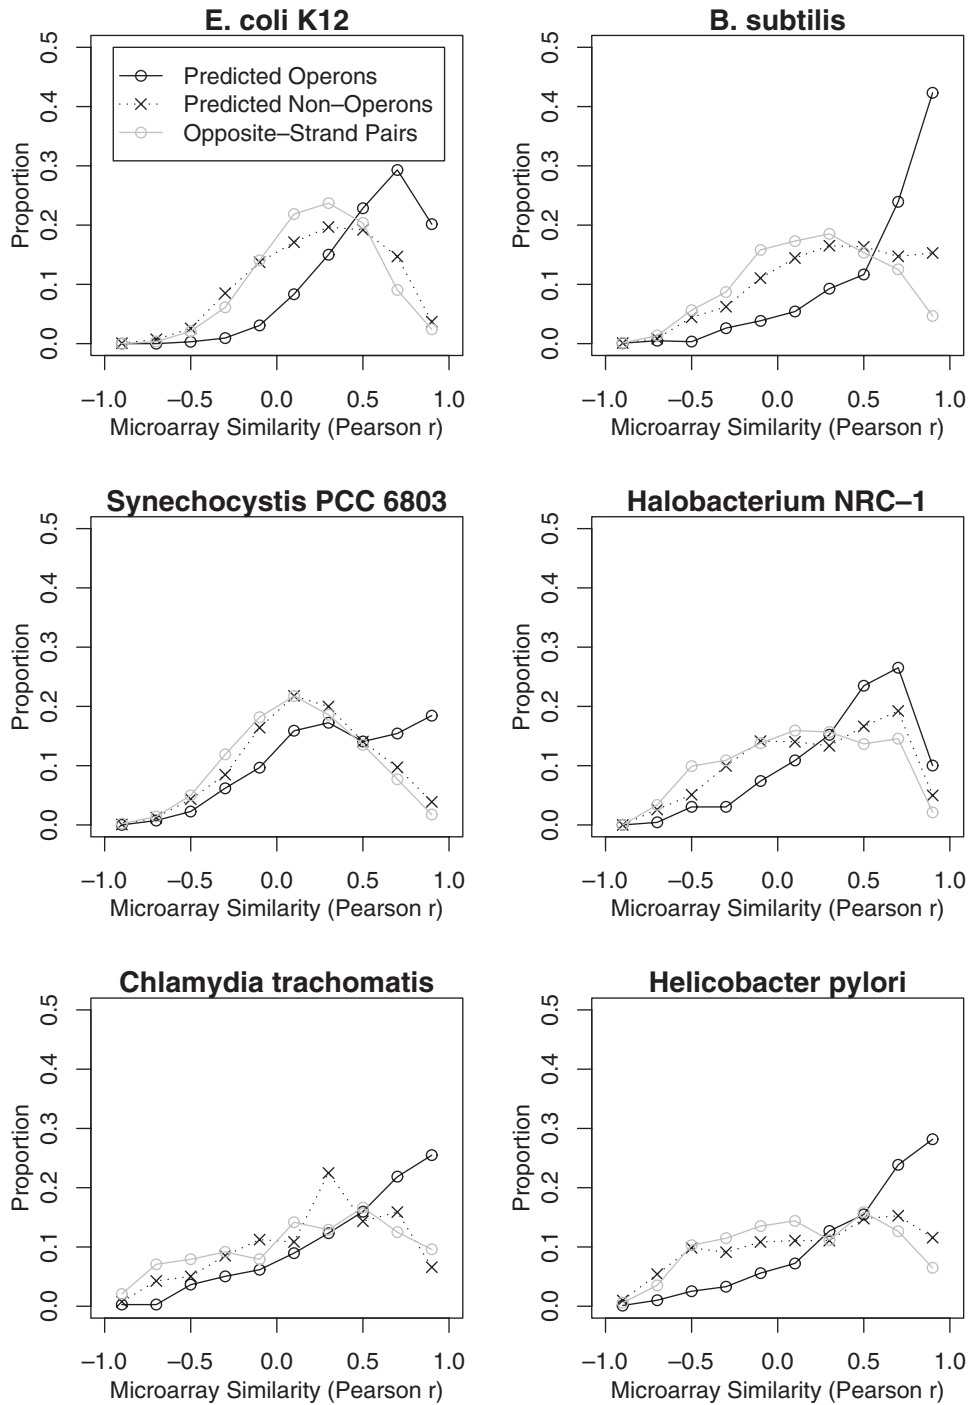 E. coli K12
0.5
0.4
0.3
0.2
0.1
0.0
Proportion
Predicted Operons
Predicted Non–Operons
Opposite–Strand Pairs
–1.0 –0.5 0.0 0.5 1.0
Microarray Similarity (Pearson r)
B. subtilis
0.5
0.4
0.3
0.2
0.1
0.0
Proportion
–1.0 –0.5 0.0 0.5 1.0
Microarray Similarity (Pearson r)
Synechocystis PCC 6803
0.5
0.4
0.3
0.2
0.1
0.0
Proportion
–1.0 –0.5 0.0 0.5 1.0
Microarray Similarity (Pearson r)
Halobacterium NRC–1
0.5
0.4
0.3
0.2
0.1
0.0
Proportion
–1.0 –0.5 0.0 0.5 1.0
Microarray Similarity (Pearson r)
Chlamydia trachomatis
0.5
0.4
0.3
0.2
0.1
0.0
Proportion
–1.0 –0.5 0.0 0.5 1.0
Microarray Similarity (Pearson r)
Helicobacter pylori
0.5
0.4
0.3
0.2
0.1
0.0
Proportion
–1.0 –0.5 0.0 0.5 1.0
Microarray Similarity (Pearson r)